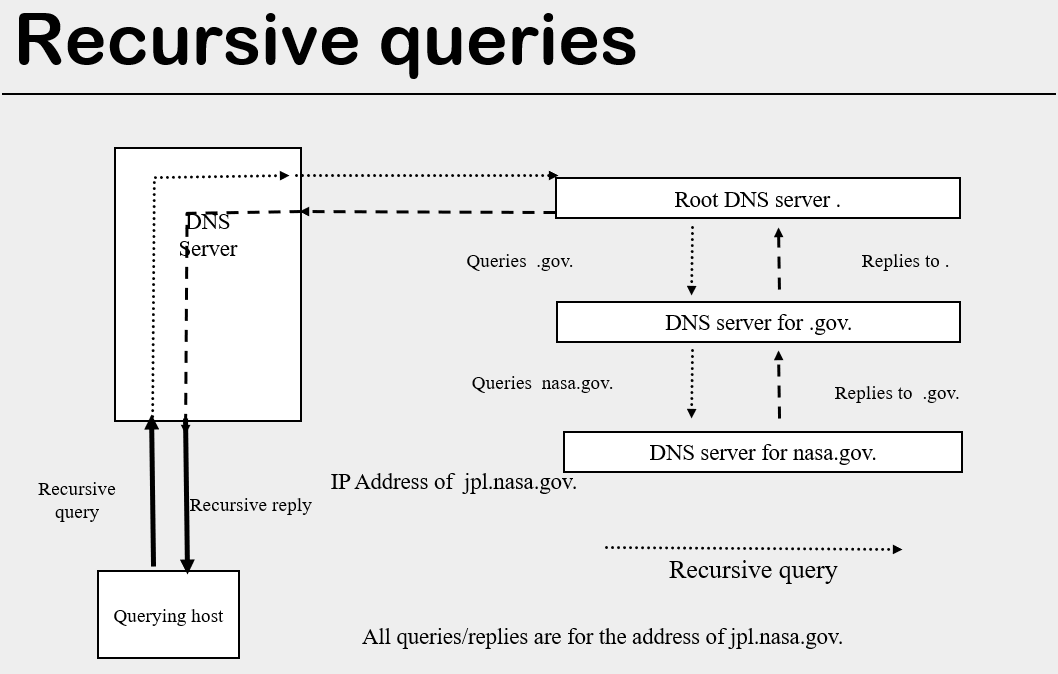 Recursive queries
DNS
Server
Root DNS server .
Queries  .gov.
Replies to .
DNS server for .gov.
Queries  nasa.gov.
Replies to  .gov.
DNS server for nasa.gov.
IP Address of  jpl.nasa.gov.
Recursive
query
Recursive reply
Recursive query
Querying host
All queries/replies are for the address of jpl.nasa.gov.